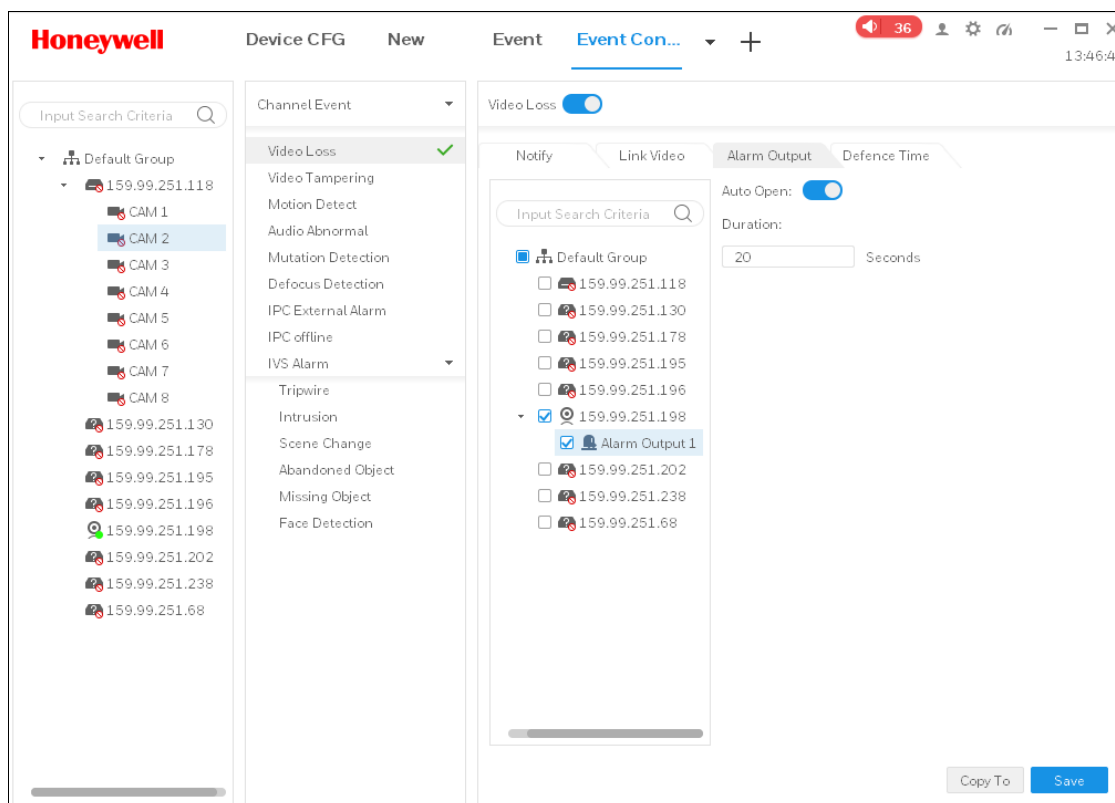 Honeywell
Device CFG
New
Event
Event Con...
36
13:46:4
Input Search Criteria
Default Group
159.99.251.118
CAM 1
CAM 2
CAM 3
CAM 4
CAM 5
CAM 6
CAM 7
CAM 8
159.99.251.130
159.99.251.178
159.99.251.195
159.99.251.196
159.99.251.198
159.99.251.202
159.99.251.238
159.99.251.68
Channel Event
Video Loss
Video Tampering
Motion Detect
Audio Abnormal
Mutation Detection
Defocus Detection
IPC External Alarm
IPC offline
IVS Alarm
Tripwire
Intrusion
Scene Change
Abandoned Object
Missing Object
Face Detection
Video Loss
Notify
Link Video
Alarm Output
Defence Time
Input Search Criteria
Default Group
159.99.251.118
159.99.251.130
159.99.251.178
159.99.251.195
159.99.251.196
159.99.251.198
Alarm Output 1
159.99.251.202
159.99.251.238
159.99.251.68
Auto Open:
Duration:
20 Seconds
Copy To
Save